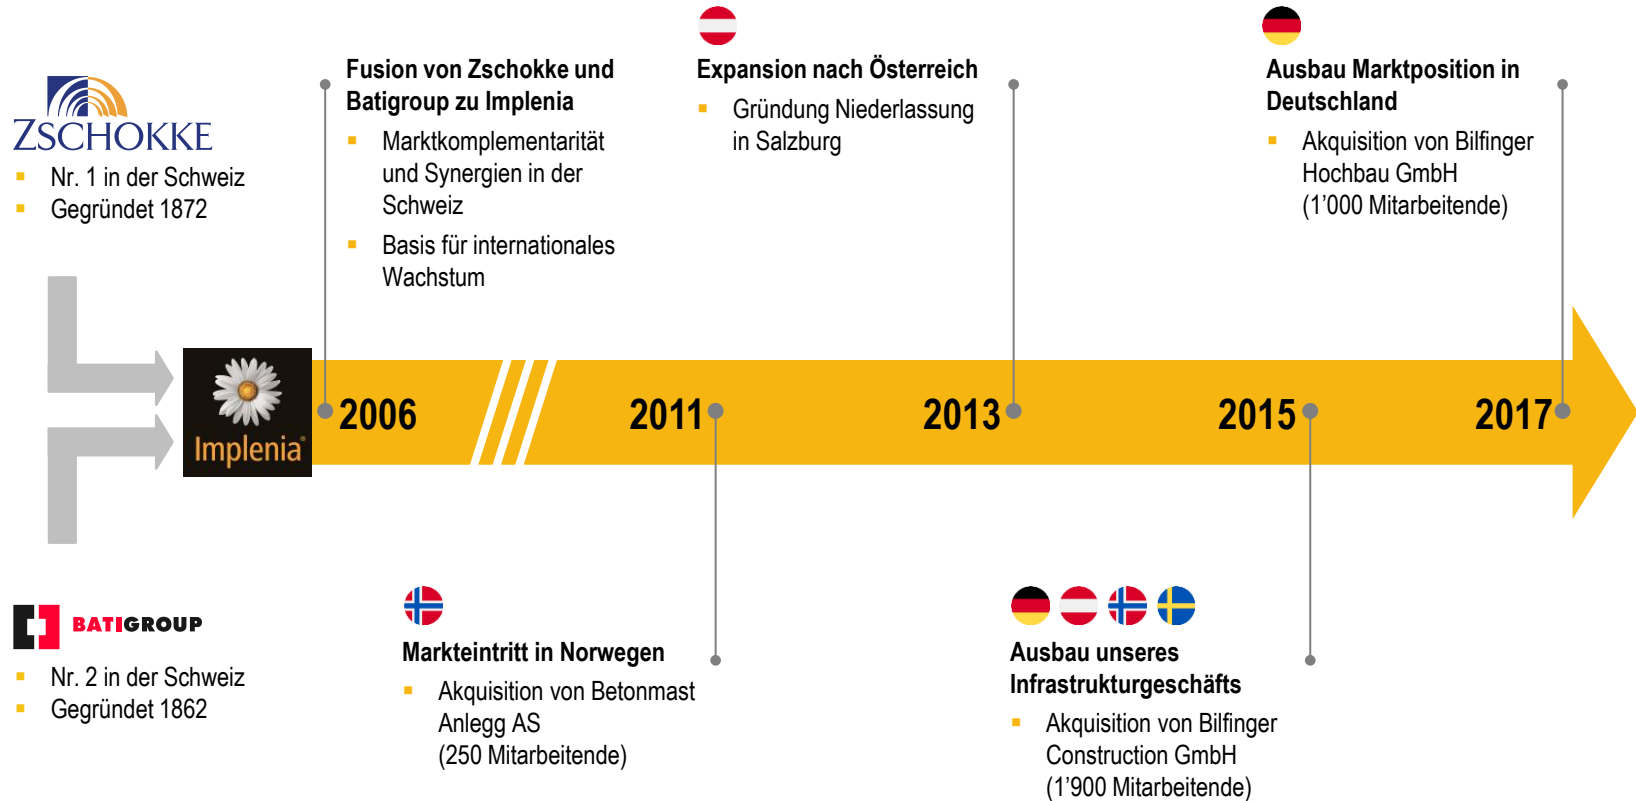 ZSCHOKKE
Nr. 1 in der Schweiz
Gegründet 1872
Fusion von Zschokke und
Batigroup zu Implenia
Marktkomplementarität
und Synergien in der
Schweiz
Basis für internationales
Wachstum
Expansion nach Österreich
Gründung Niederlassung
in Salzburg
Ausbau Marktposition in
Deutschland
Akquisition von Bilfinger
Hochbau GmbH
(1’000 Mitarbeitende)
Implenia®
2006
2011
2013
2015
2017
BATIGROUP
Nr. 2 in der Schweiz
Gegründet 1862
Markteintritt in Norwegen
Akquisition von Betonmast
Anlegg AS
(250 Mitarbeitende)
Ausbau unseres
Infrastrukturgeschäfts
Akquisition von Bilfinger
Construction GmbH
(1’900 Mitarbeitende)